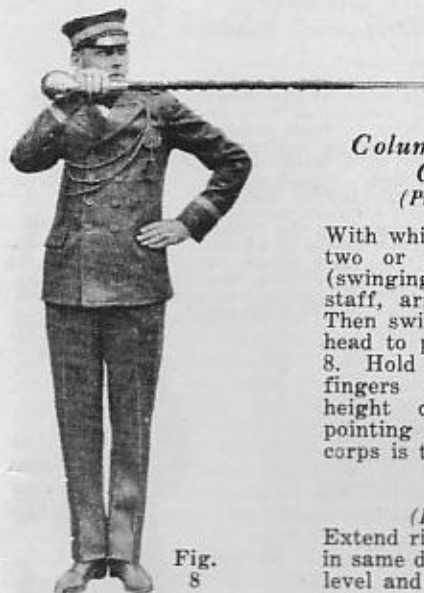 Colum
(P
With whi
two or
(swinging
staff, ar
Then swi
head to p
8. Hold
fingers
height
pointing
corps is t
Extend ri
in same d
level and
Fig.
8